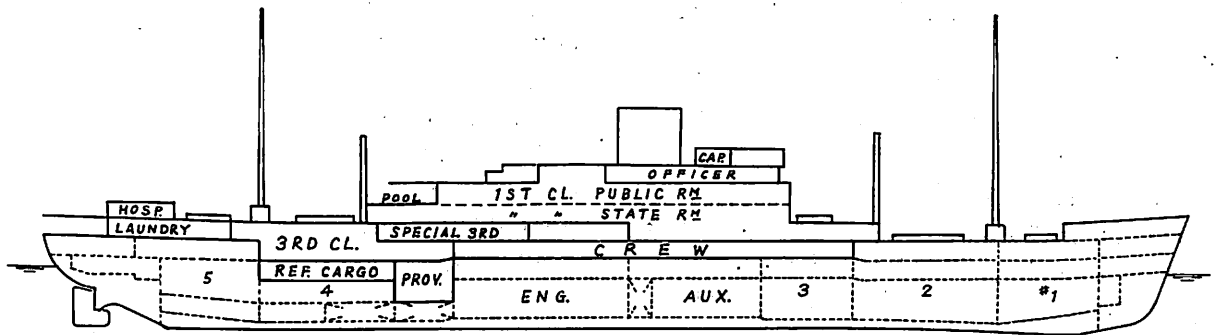 CAP.
OFFICER
POOL 1ST CL. PUBLIC RM
" " STATE RM
HOSP.
LAUNDRY
SPECIAL 3RD
3RD CL.
CREW
REF. CARGO
PROV.
5
4
ENG.
AUX.
3
2
#1